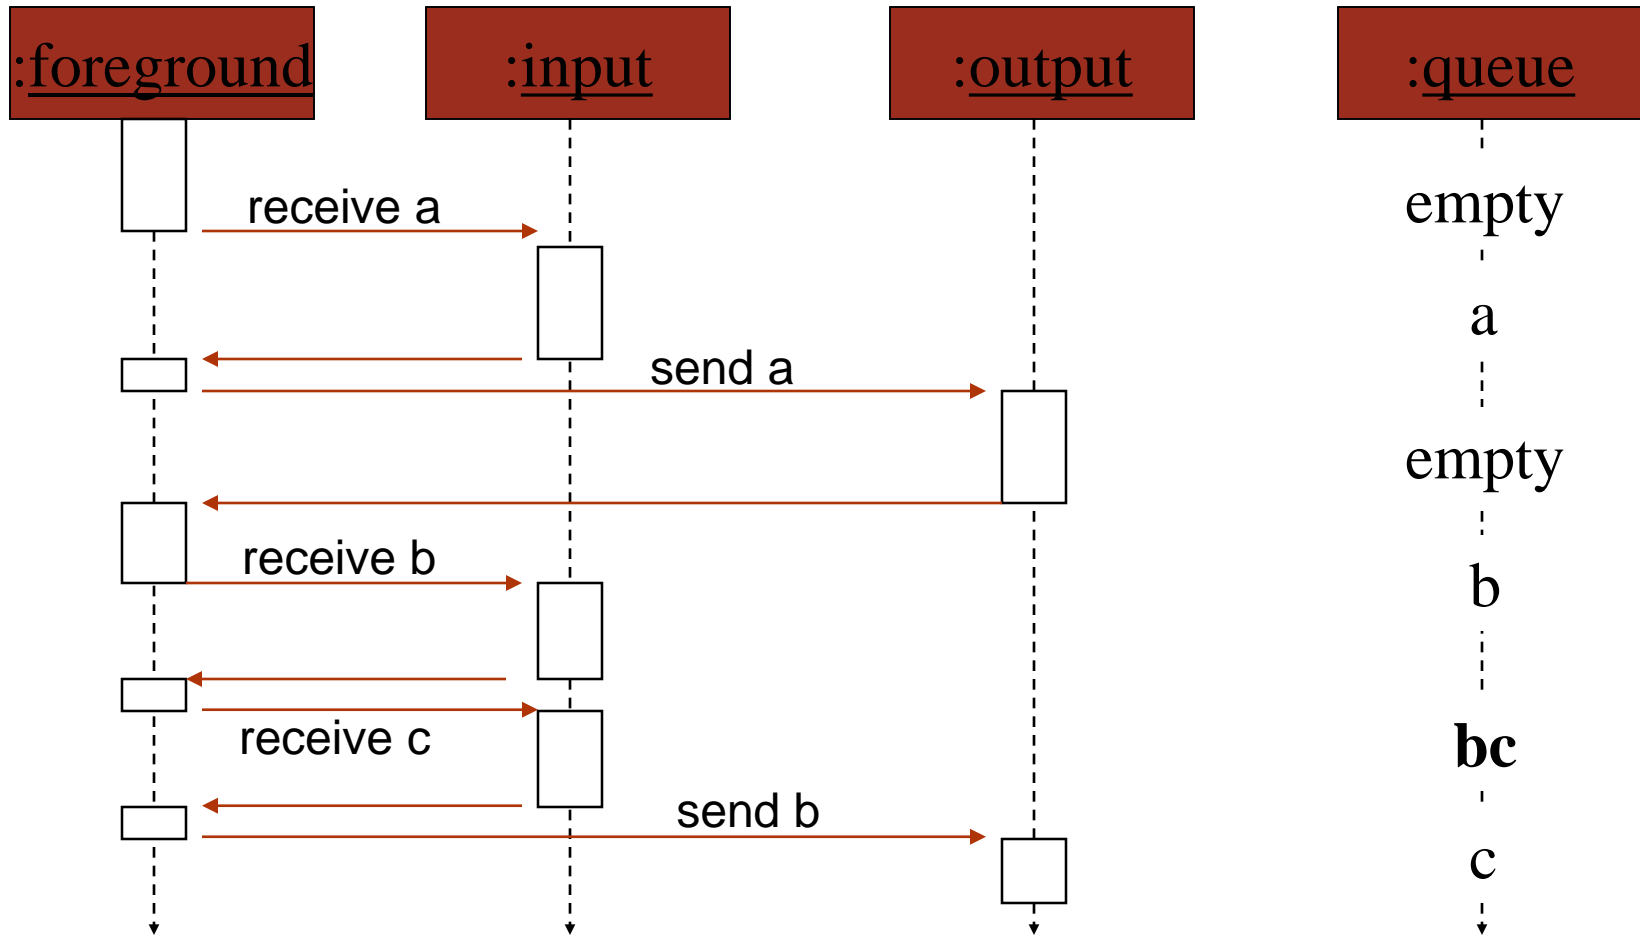 :foreground
:input
:output
:queue
receive a
empty
a
send a
empty
receive b
b
receive c
bc
send b
c